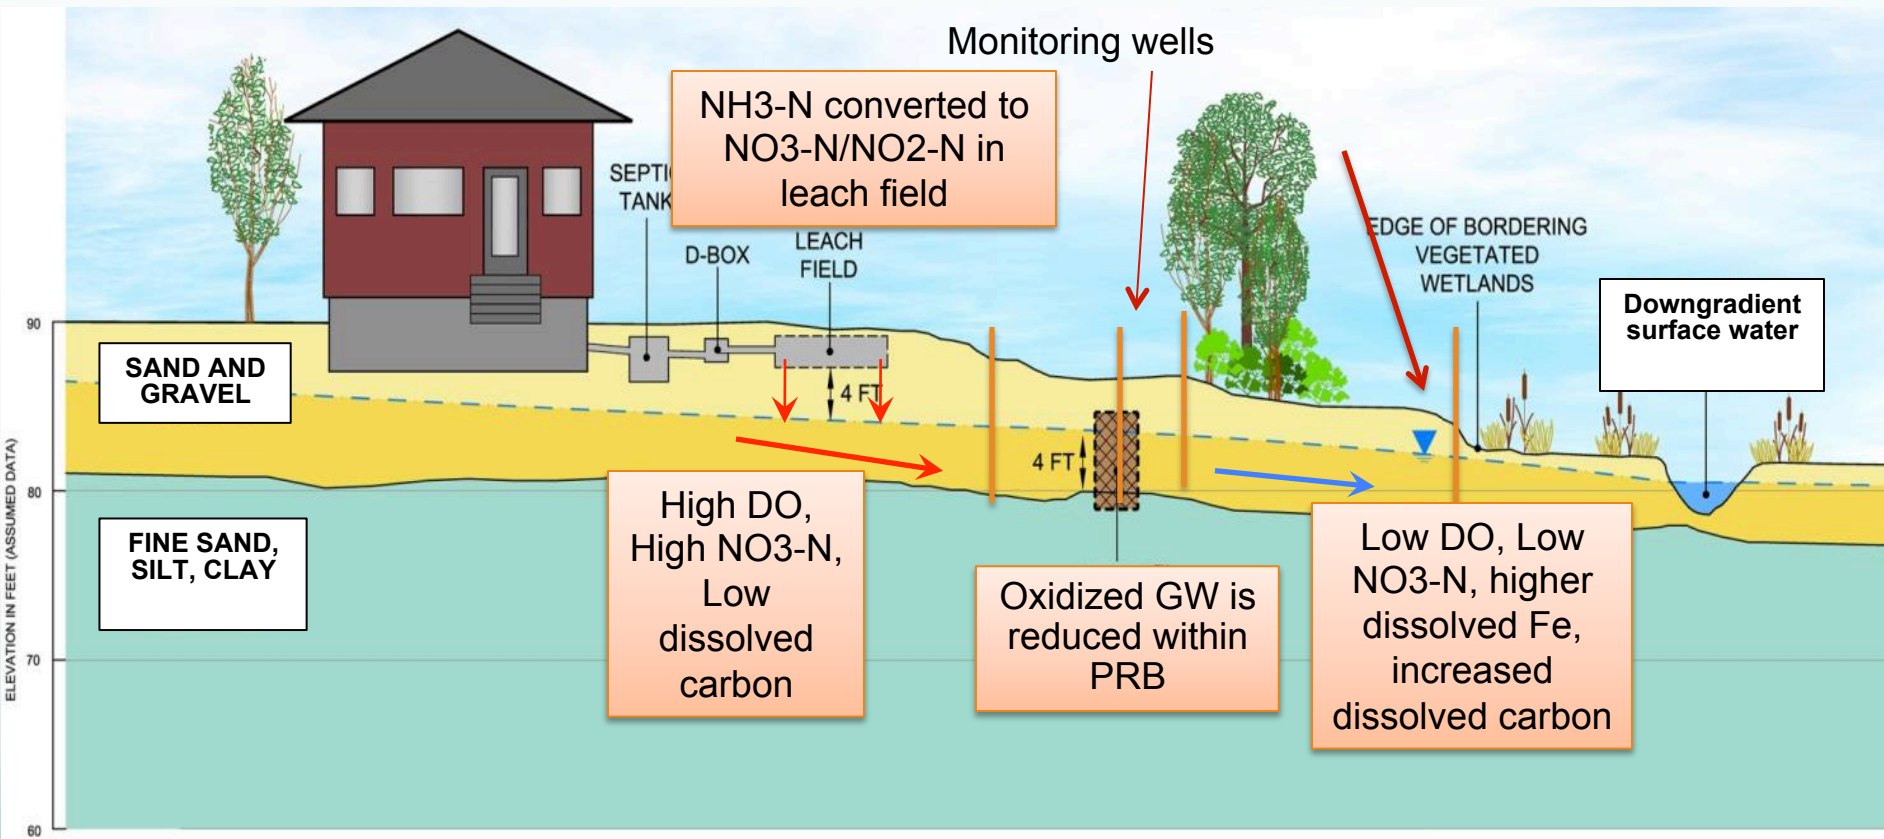 Monitoring wells
NH3-N converted to
NO3-N/NO2-N in
leach field
SEPTI
TANK
D-BOX
LEACH
FIELD
EDGE OF BORDERING
VEGETATED
WETLANDS
Downgradient
surface water
90
SAND AND
GRAVEL
4 FT
4 FT
80
ELEVATION IN FEET (ASSUMED DATA)
FINE SAND,
SILT, CLAY
High DO,
High NO3-N,
Low
dissolved
carbon
Oxidized GW is
reduced within
PRB
Low DO, Low
NO3-N, higher
dissolved Fe,
increased
dissolved carbon
70
60